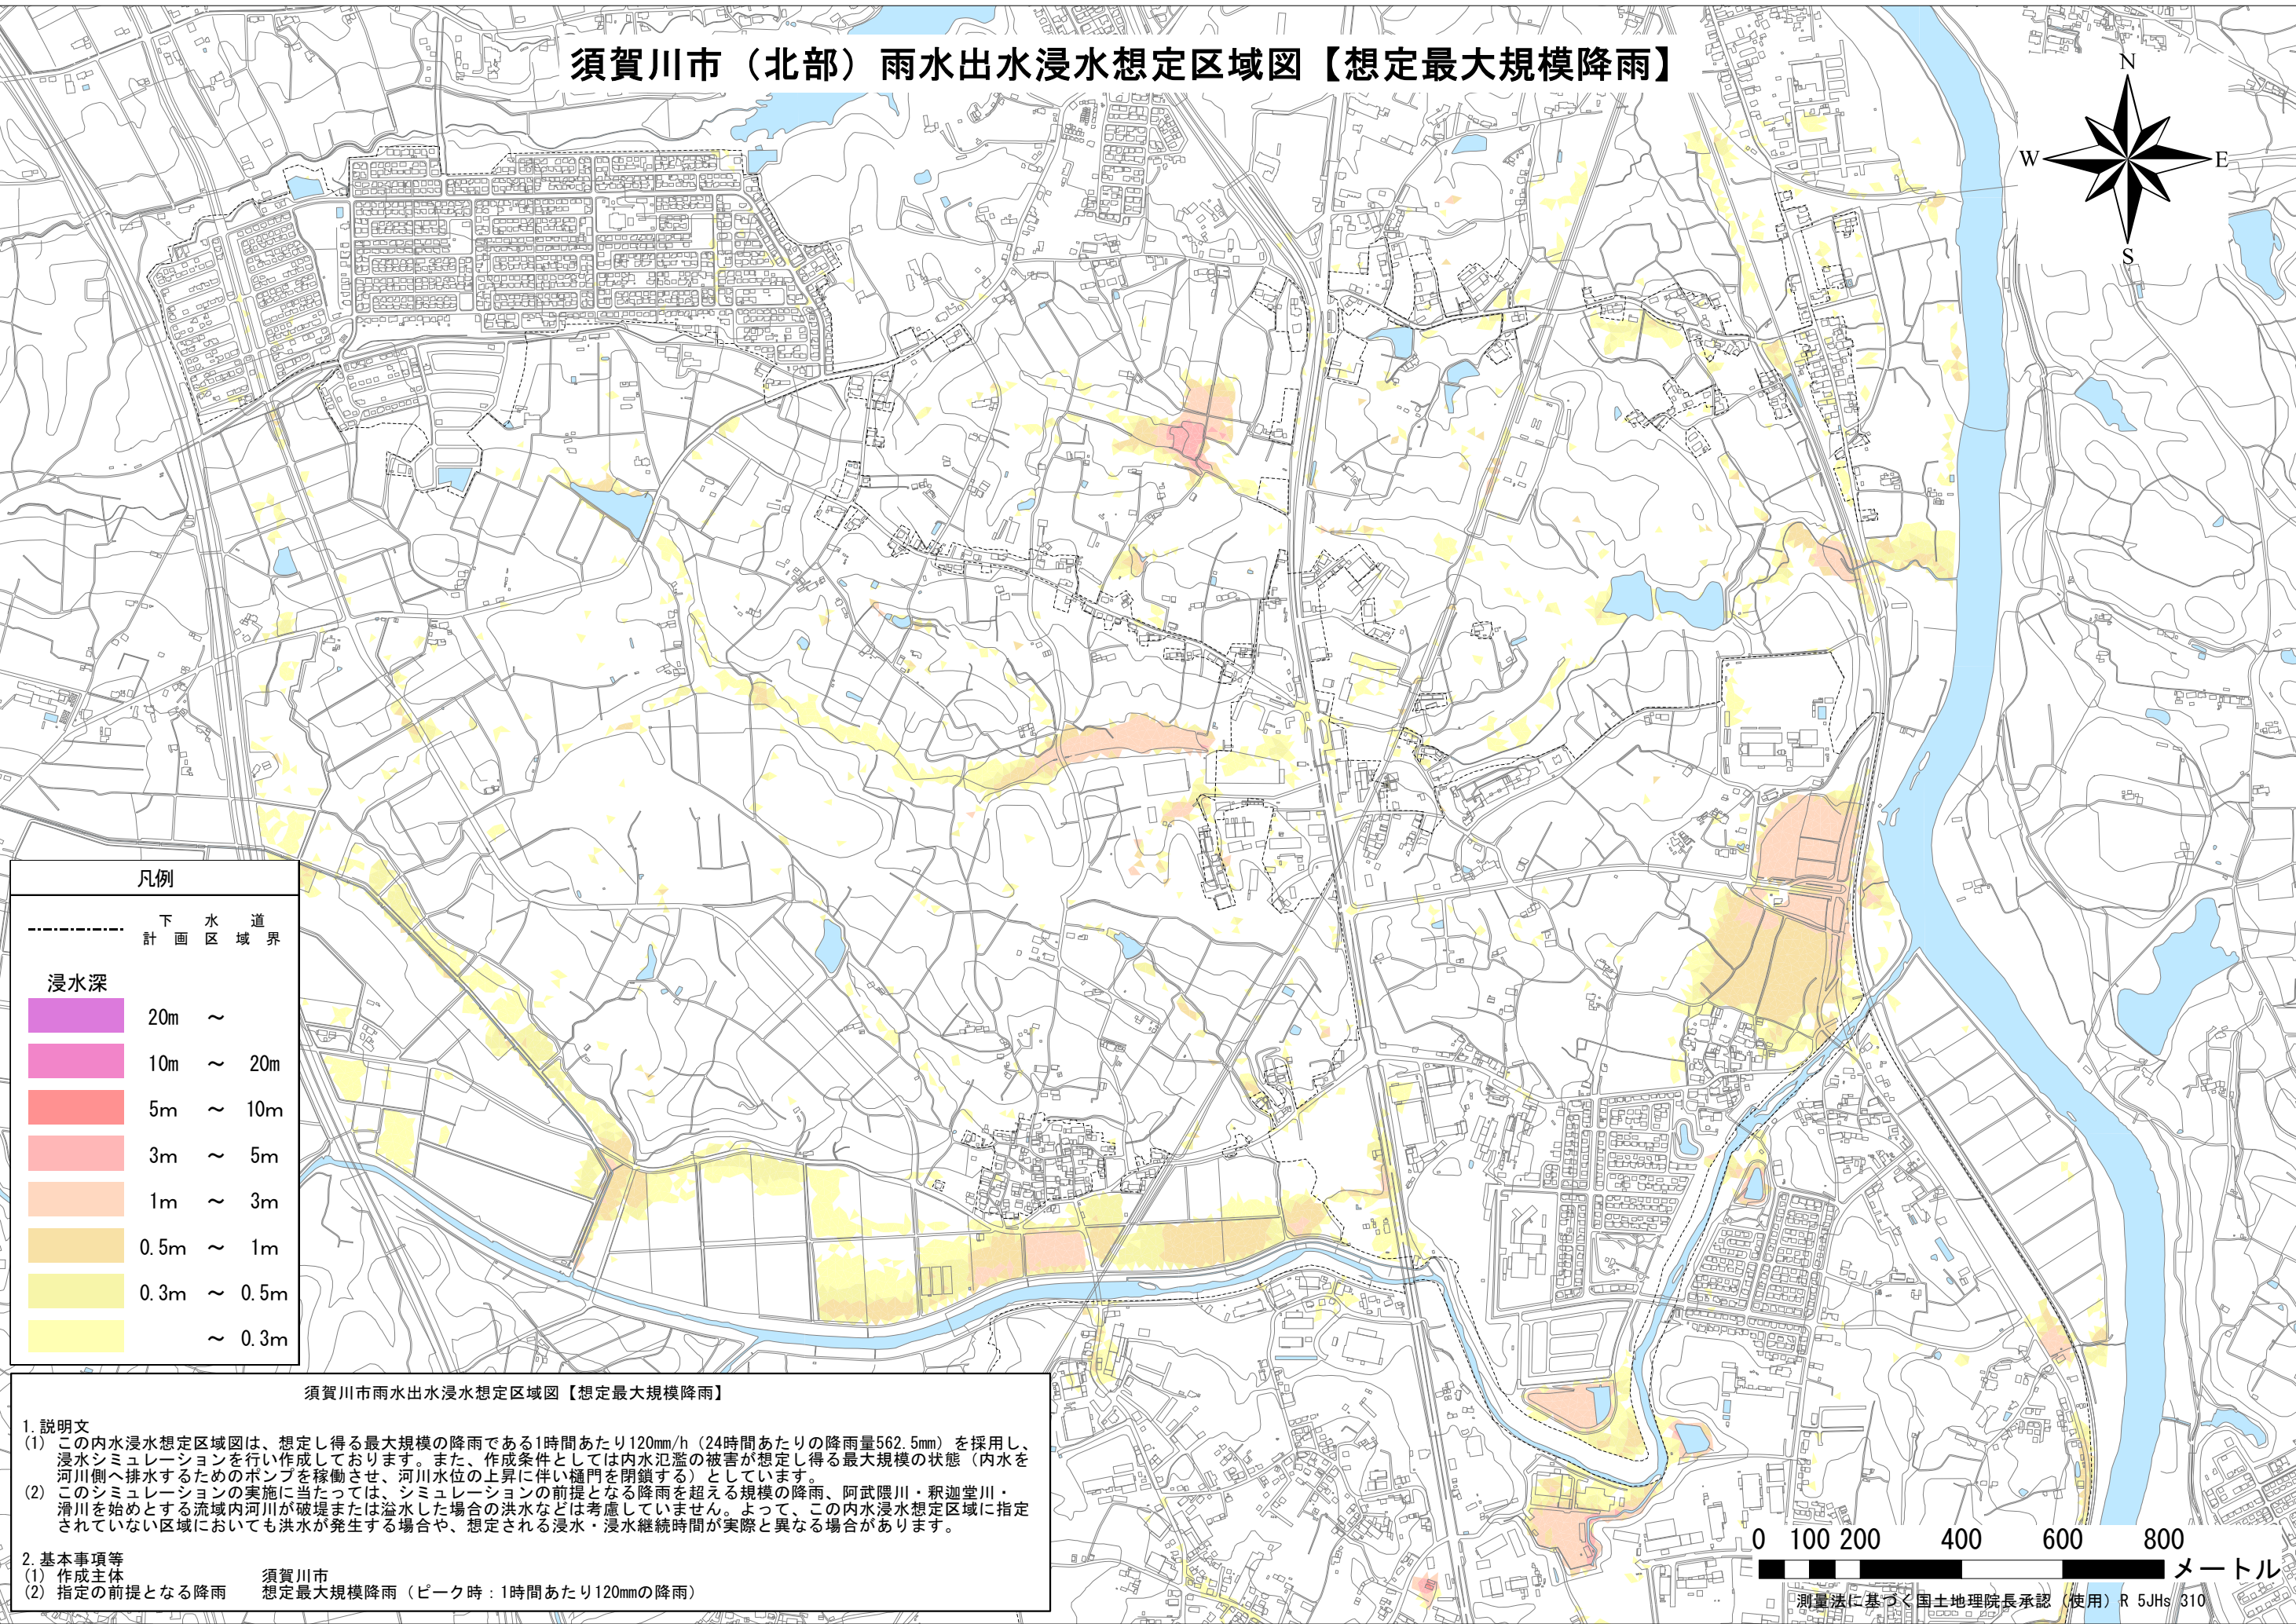 須賀川市（北部）雨水出水浸水想定区域図【想定最大規模降雨】
N
W E
S
凡例
下水道
計画区域界
浸水深
20m ～
10m ～ 20m
5m ～ 10m
3m ～ 5m
1m ～ 3m
0.5m ～ 1m
0.3m ～ 0.5m
～ 0.3m
須賀川市雨水出水浸水想定区域図【想定最大規模降雨】
1.説明文
(1) この内水浸水想定区域図は、想定し得る最大規模の降雨である1時間あたり120mm/h（24時間あたりの降雨量562.5mm）を採用し、
浸水シミュレーションを行い作成しております。また、作成条件としては内水氾濫の被害が想定し得る最大規模の状態（内水を
河川側へ排水するためのポンプを稼働させ、河川水位の上昇に伴い樋門を閉鎖する）としています。
(2) このシミュレーションの実施に当たっては、シミュレーションの前提となる降雨を超える規模の降雨、阿武隈川・釈迦堂川・
滑川を始めとする流域内河川が破堤または溢水した場合の洪水などは考慮していません。よって、この内水浸水想定区域に指定
されていない区域においても洪水が発生する場合や、想定される浸水・浸水継続時間が実際と異なる場合があります。
2.基本事項等
(1) 作成主体 須賀川市
(2) 指定の前提となる降雨 想定最大規模降雨（ピーク時：1時間あたり120mmの降雨）
0 100 200 400 600 800
メートル
測量法に基づく国土地理院長承認（使用）R 5JHs 310